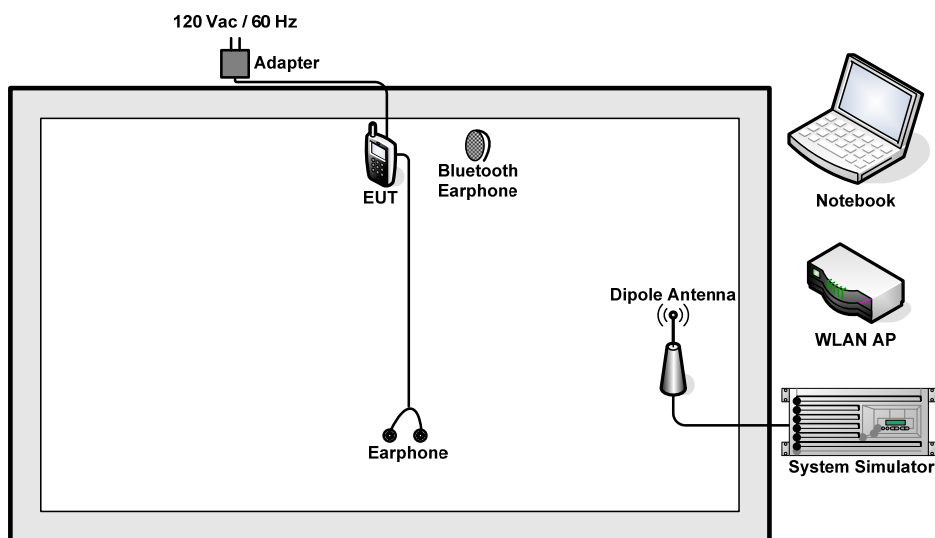 120 Vac / 60 Hz
Adapter
EUT
Bluetooth
Earphone
Notebook
Dipole Antenna
WLAN AP
Earphone
System Simulator